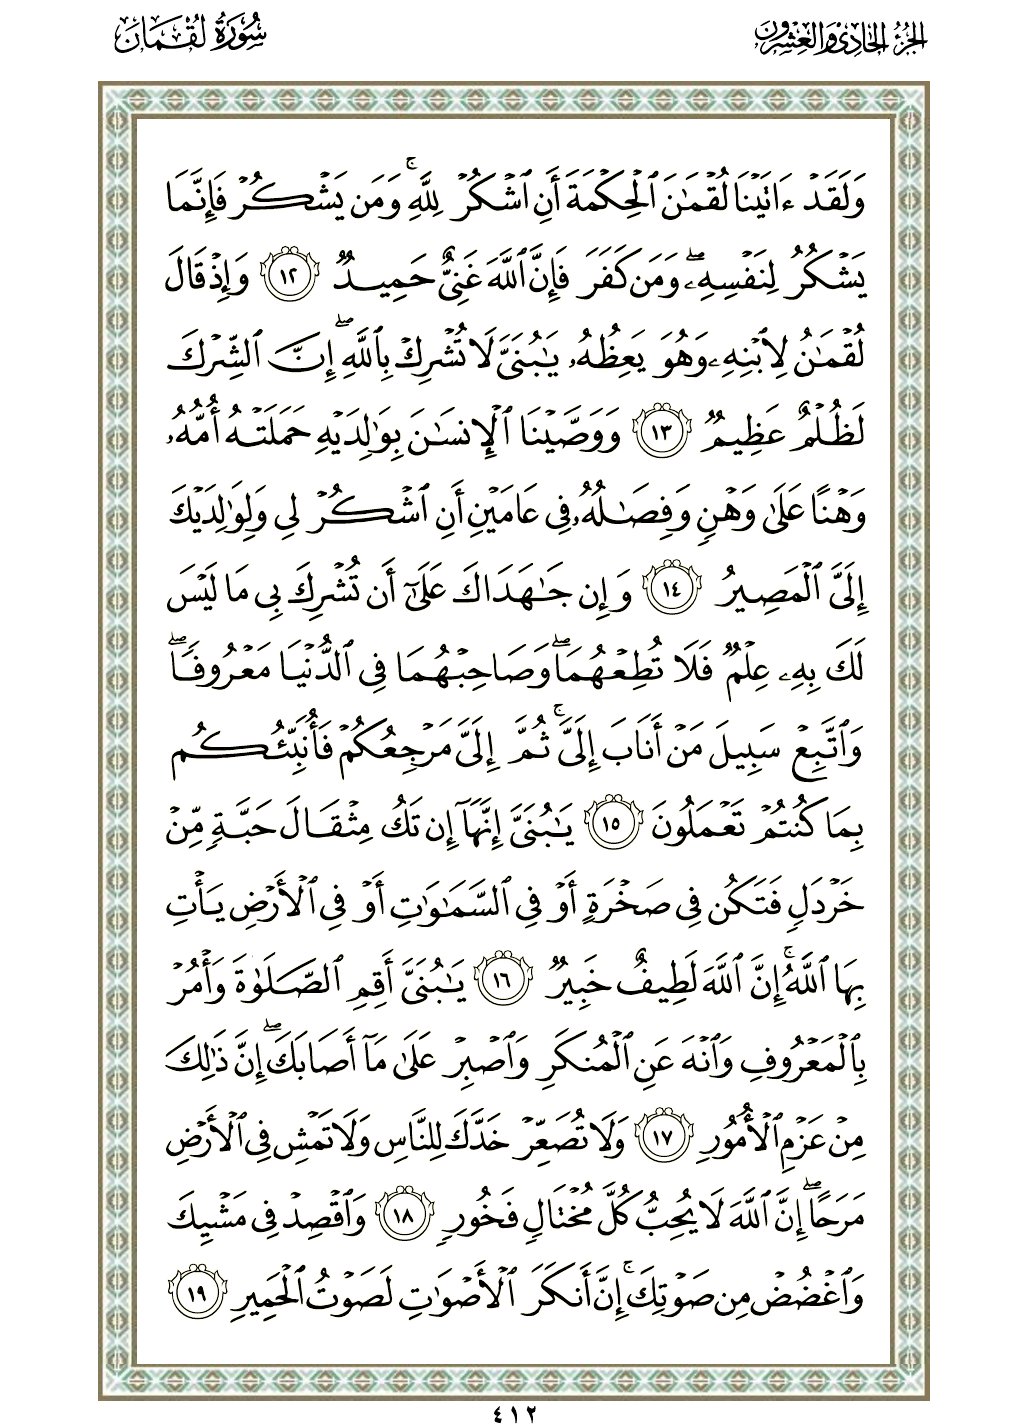 الجزء الحادي والعشرون
سورة لقمان
وَلَقَدۡ ءَاتَيۡنَا لُقۡمَٰنَ ٱلۡحِكۡمَةَ أَنِ ٱشۡكُرۡ لِلَّهِۚ وَمَن يَشۡكُرۡ فَإِنَّمَا
يَشۡكُرُ لِنَفۡسِهِۦۖ وَمَن كَفَرَ فَإِنَّ ٱللَّهَ غَنِيٌّ حَمِيدٞ ١٢ وَإِذۡ قَالَ
لُقۡمَٰنُ لِٱبۡنِهِۦ وَهُوَ يَعِظُهُۥ يَٰبُنَيَّ لَا تُشۡرِكۡ بِٱللَّهِۖ إِنَّ ٱلشِّرۡكَ
لَظُلۡمٌ عَظِيمٞ ١٣ وَوَصَّيۡنَا ٱلۡإِنسَٰنَ بِوَٰلِدَيۡهِ حَمَلَتۡهُ أُمُّهُۥ
وَهۡنًا عَلَىٰ وَهۡنٖ وَفِصَٰلُهُۥ فِي عَامَيۡنِ أَنِ ٱشۡكُرۡ لِي وَلِوَٰلِدَيۡكَ
إِلَيَّ ٱلۡمَصِيرُ ١٤ وَإِن جَٰهَدَاكَ عَلَىٰٓ أَن تُشۡرِكَ بِي مَا لَيۡسَ
لَكَ بِهِۦ عِلۡمٞ فَلَا تُطِعۡهُمَاۖ وَصَاحِبۡهُمَا فِي ٱلدُّنۡيَا مَعۡرُوفٗاۖ
وَٱتَّبِعۡ سَبِيلَ مَنۡ أَنَابَ إِلَيَّۚ ثُمَّ إِلَيَّ مَرۡجِعُكُمۡ فَأُنَبِّئُكُم
بِمَا كُنتُمۡ تَعۡمَلُونَ ١٥ يَٰبُنَيَّ إِنَّهَآ إِن تَكُ مِثۡقَالَ حَبَّةٖ مِّنۡ
خَرۡدَلٖ فَتَكُن فِي صَخۡرَةٍ أَوۡ فِي ٱلسَّمَٰوَٰتِ أَوۡ فِي ٱلۡأَرۡضِ يَأۡتِ
بِهَا ٱللَّهُۚ إِنَّ ٱللَّهَ لَطِيفٌ خَبِيرٞ ١٦ يَٰبُنَيَّ أَقِمِ ٱلصَّلَوٰةَ وَأۡمُرۡ
بِٱلۡمَعۡرُوفِ وَٱنۡهَ عَنِ ٱلۡمُنكَرِ وَٱصۡبِرۡ عَلَىٰ مَآ أَصَابَكَۖ إِنَّ ذَٰلِكَ
مِنۡ عَزۡمِ ٱلۡأُمُورِ ١٧ وَلَا تُصَعِّرۡ خَدَّكَ لِلنَّاسِ وَلَا تَمۡشِ فِي ٱلۡأَرۡضِ
مَرَحًاۖ إِنَّ ٱللَّهَ لَا يُحِبُّ كُلَّ مُخۡتَالٖ فَخُورٖ ١٨ وَٱقۡصِدۡ فِي مَشۡيِكَ
وَٱغۡضُضۡ مِن صَوۡتِكَۚ إِنَّ أَنكَرَ ٱلۡأَصۡوَٰتِ لَصَوۡتُ ٱلۡحَمِيرِ ١٩
٤١٢